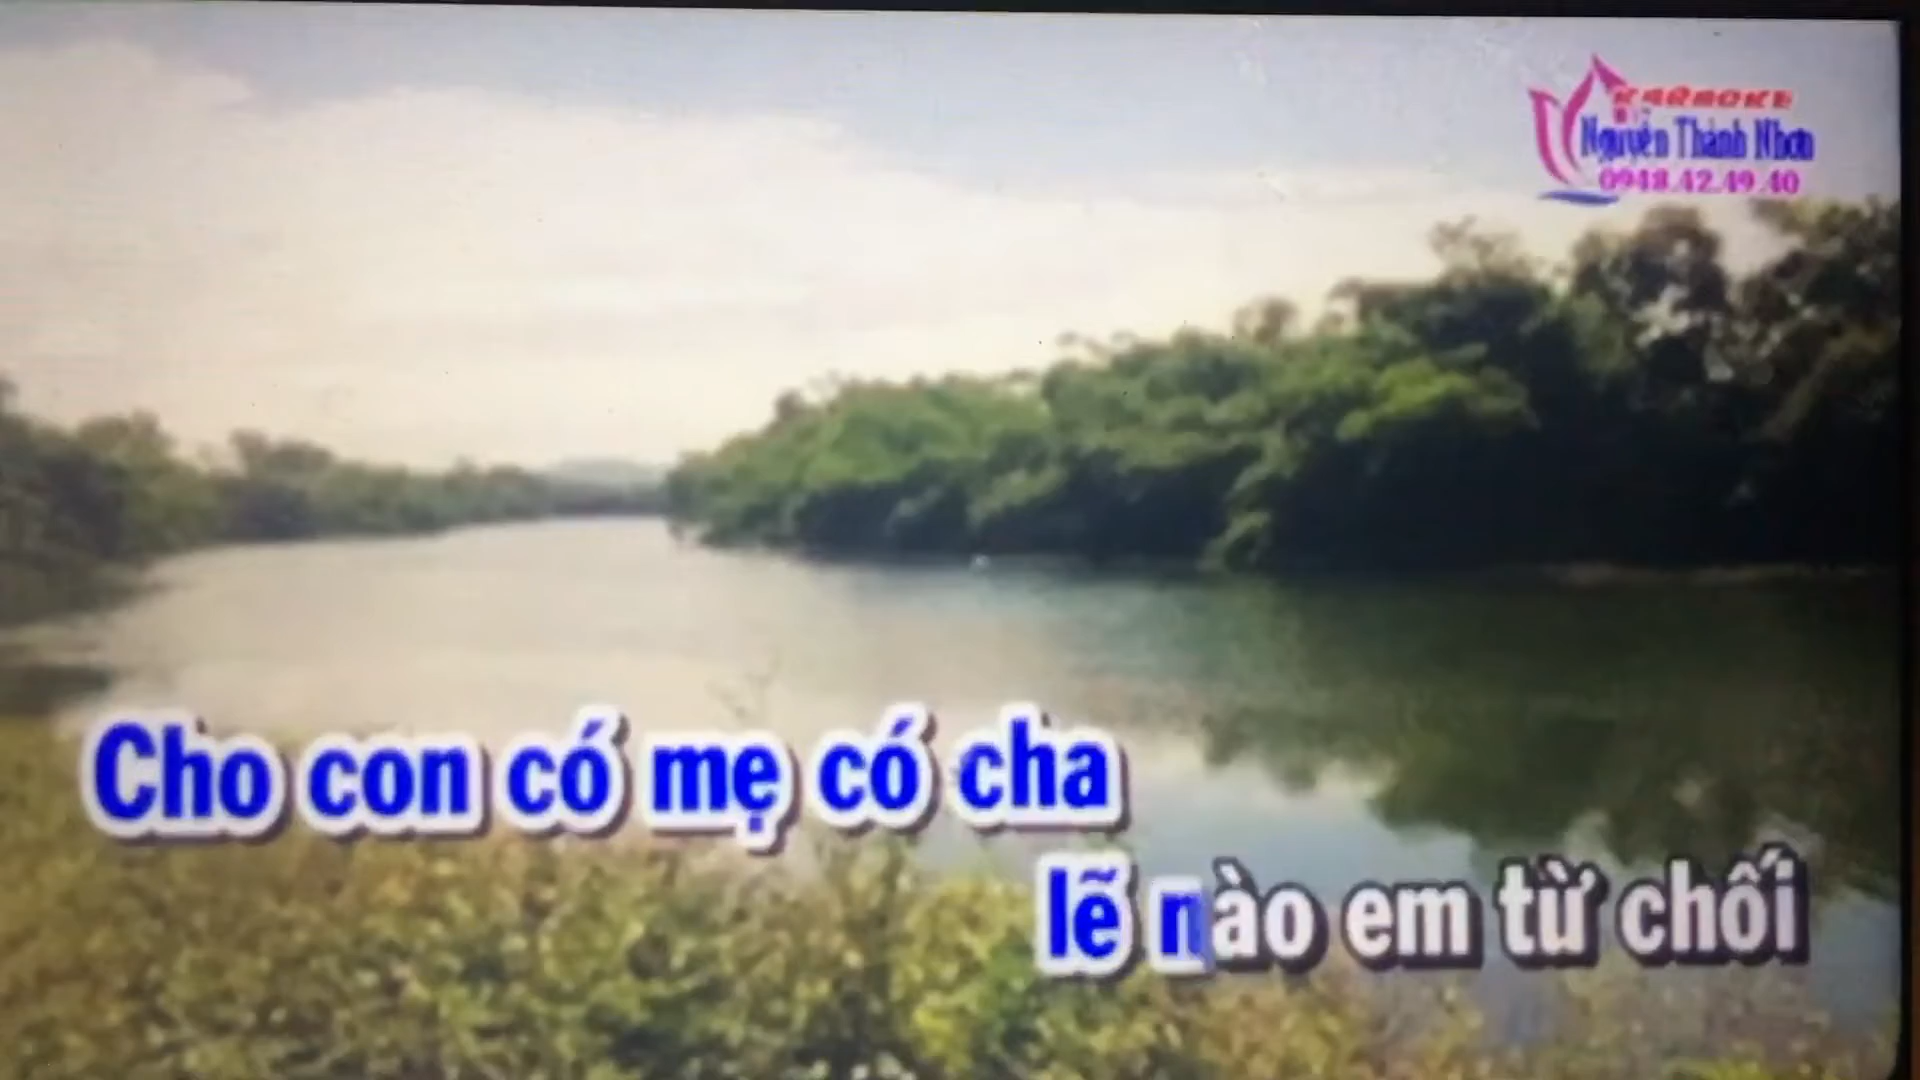 KARAOKE
Nguyễn Thành Nhơn
0948.42.49.40
Cho con có mẹ có cha
lẽ nào em từ chối